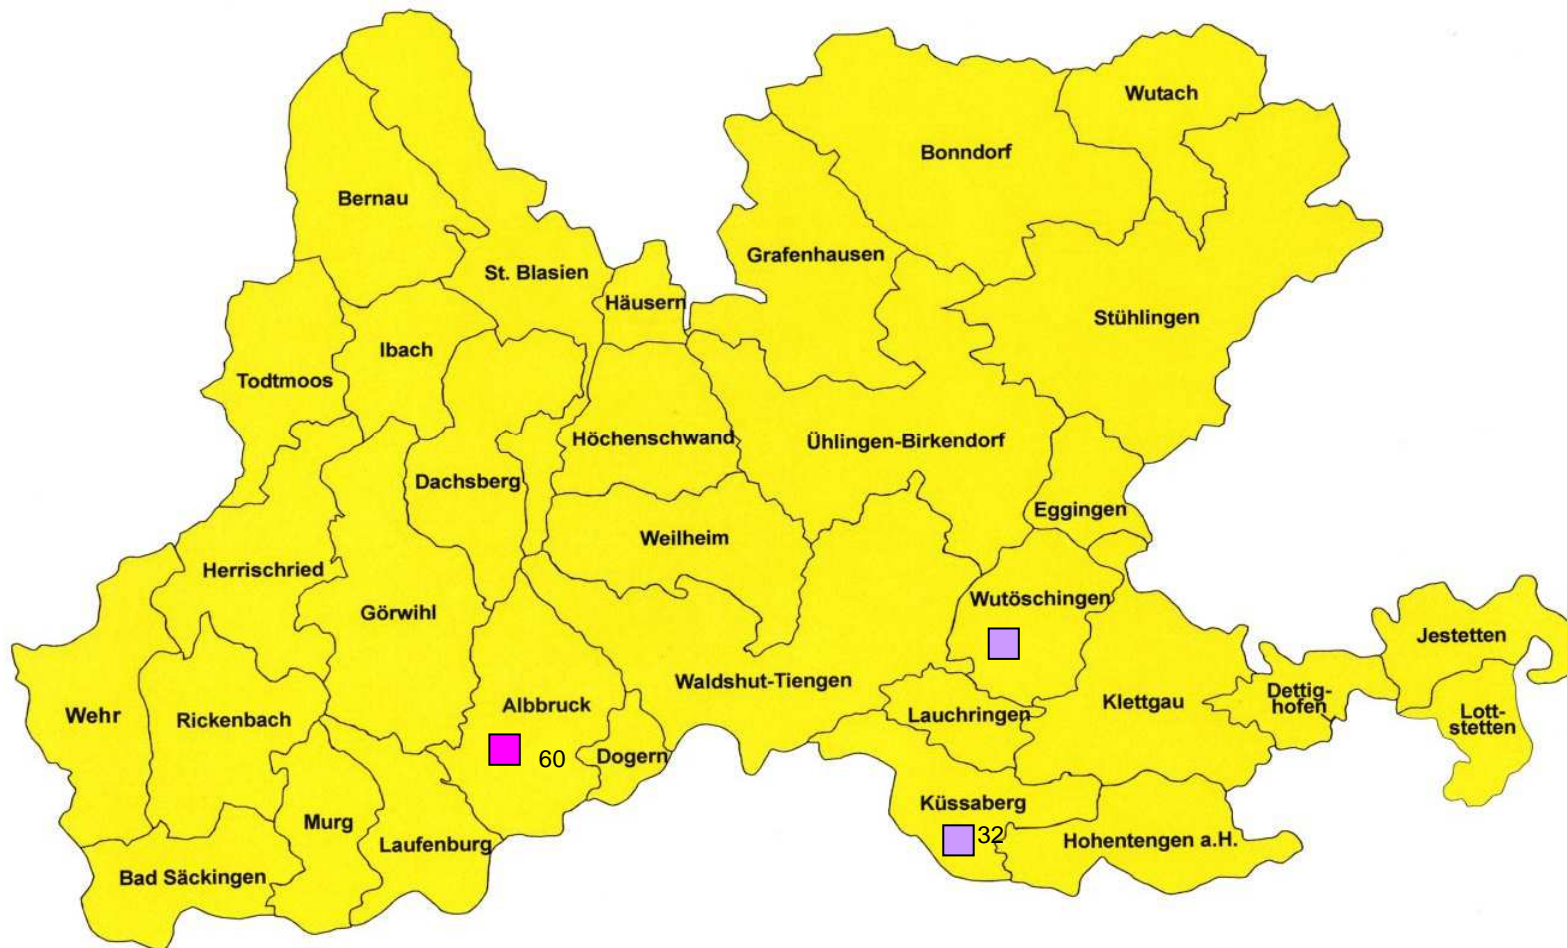 Wutach
Bonndorf
Bernau
Grafenhausen
St. Blasien
Häusern
Stühlingen
Ibach
Todtmoos
Höchenschwand
Ühlingen-Birkendorf
Dachsberg
Eggingen
Weilheim
Herrischried
Wutöschingen
Görwihl
Jestetten
Waldshut-Tiengen
Albbruck
Klettgau
Dettig-
hofen
Wehr
Rickenbach
Lauchringen
Lott-
stetten
Dogern
60
Küssaberg
Murg
32
Laufenburg
Hohentengen a.H.
Bad Säckingen